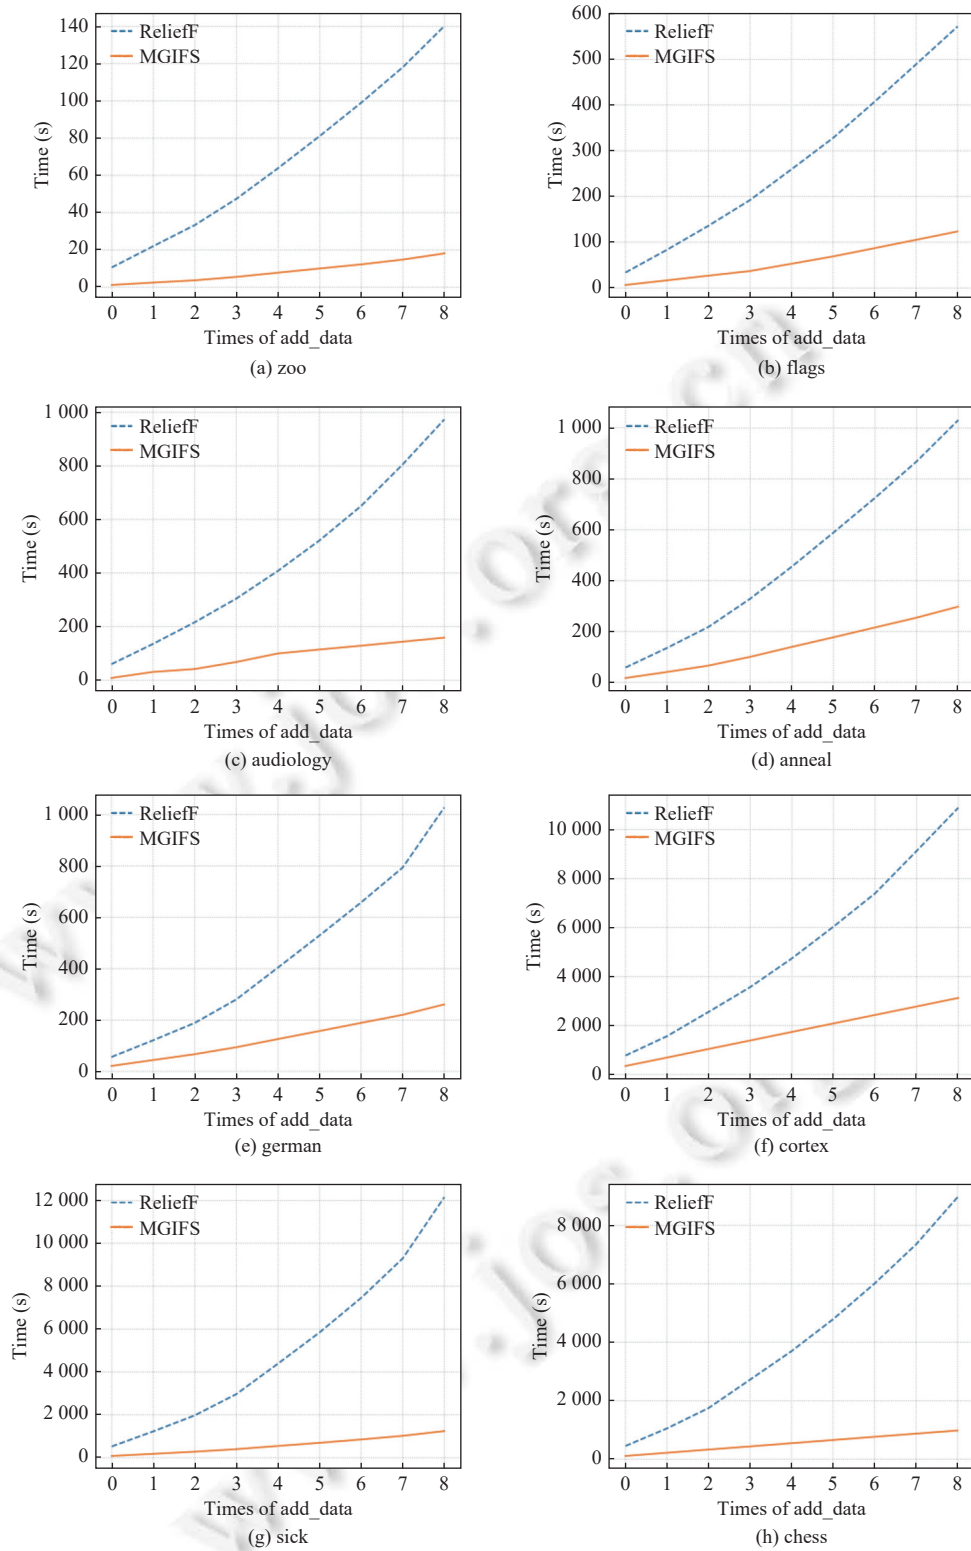 140
120
100
80
60
40
20
0
Time (s)
ReliefF
MGIFS
0 1 2 3 4 5 6 7 8
Times of add_data
(a) zoo
600
500
400
300
200
100
0
Time (s)
ReliefF
MGIFS
0 1 2 3 4 5 6 7 8
Times of add_data
(b) flags
1 000
800
600
400
200
0
Time (s)
ReliefF
MGIFS
0 1 2 3 4 5 6 7 8
Times of add_data
(c) audiology
1 000
800
600
400
200
0
Time (s)
ReliefF
MGIFS
0 1 2 3 4 5 6 7 8
Times of add_data
(d) anneal
1 000
800
600
400
200
0
Time (s)
ReliefF
MGIFS
0 1 2 3 4 5 6 7 8
Times of add_data
(e) german
10 000
8 000
6 000
4 000
2 000
0
Time (s)
ReliefF
MGIFS
0 1 2 3 4 5 6 7 8
Times of add_data
(f) cortex
12 000
10 000
8 000
6 000
4 000
2 000
0
Time (s)
ReliefF
MGIFS
0 1 2 3 4 5 6 7 8
Times of add_data
(g) sick
8 000
6 000
4 000
2 000
0
Time (s)
ReliefF
MGIFS
0 1 2 3 4 5 6 7 8
Times of add_data
(h) chess